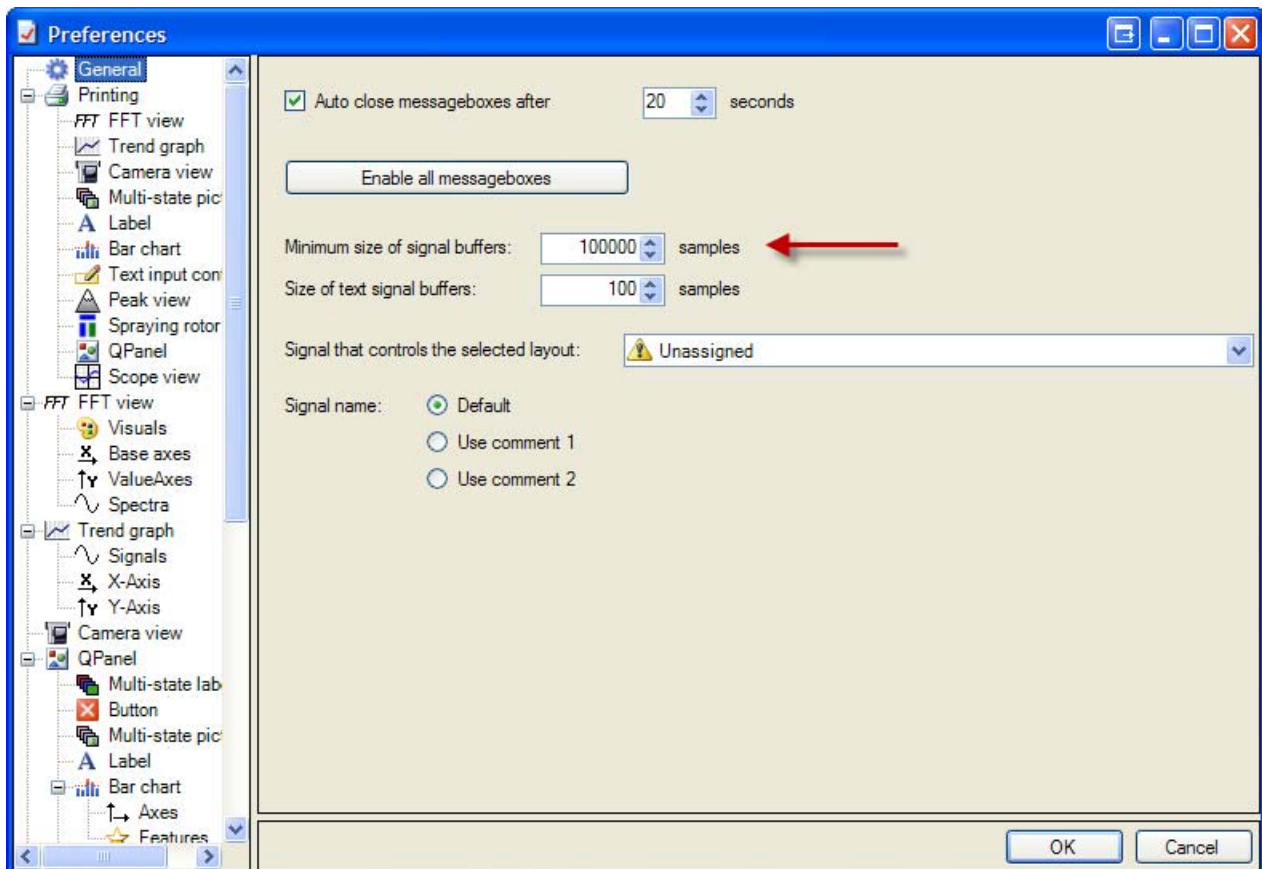 Preferences
General
Printing
FFT FFT view
Trend graph
Camera view
Multi-state pic
A Label
Bar chart
Text input con
Peak view
Spraying rotor
QPanel
Scope view
FFT FFT view
Visuals
X Base axes
Y ValueAxes
Spectra
Trend graph
Signals
X X-Axis
Y Y-Axis
Camera view
QPanel
Multi-state lab
Button
Multi-state pic
A Label
Bar chart
Axes
Features
Auto close messageboxes after 20 seconds
Enable all messageboxes
Minimum size of signal buffers: 100000 samples
Size of text signal buffers: 100 samples
Signal that controls the selected layout: Unassigned
Signal name: Default
Use comment 1
Use comment 2
OK Cancel